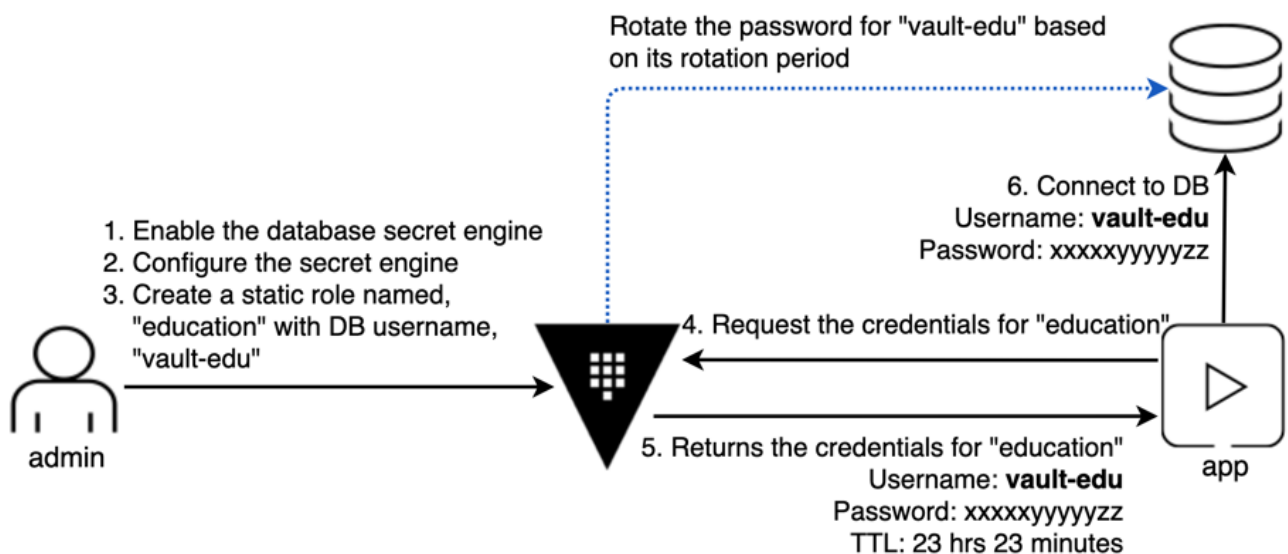 Rotate the password for "vault-edu" based
on its rotation period
1. Enable the database secret engine
2. Configure the secret engine
3. Create a static role named,
"education" with DB username,
"vault-edu"
admin
4. Request the credentials for "education"
5. Returns the credentials for "education"
Username: vault-edu
Password: xxxxxyyyyyzz
TTL: 23 hrs 23 minutes
app
6. Connect to DB
Username: vault-edu
Password: xxxxxyyyyyzz